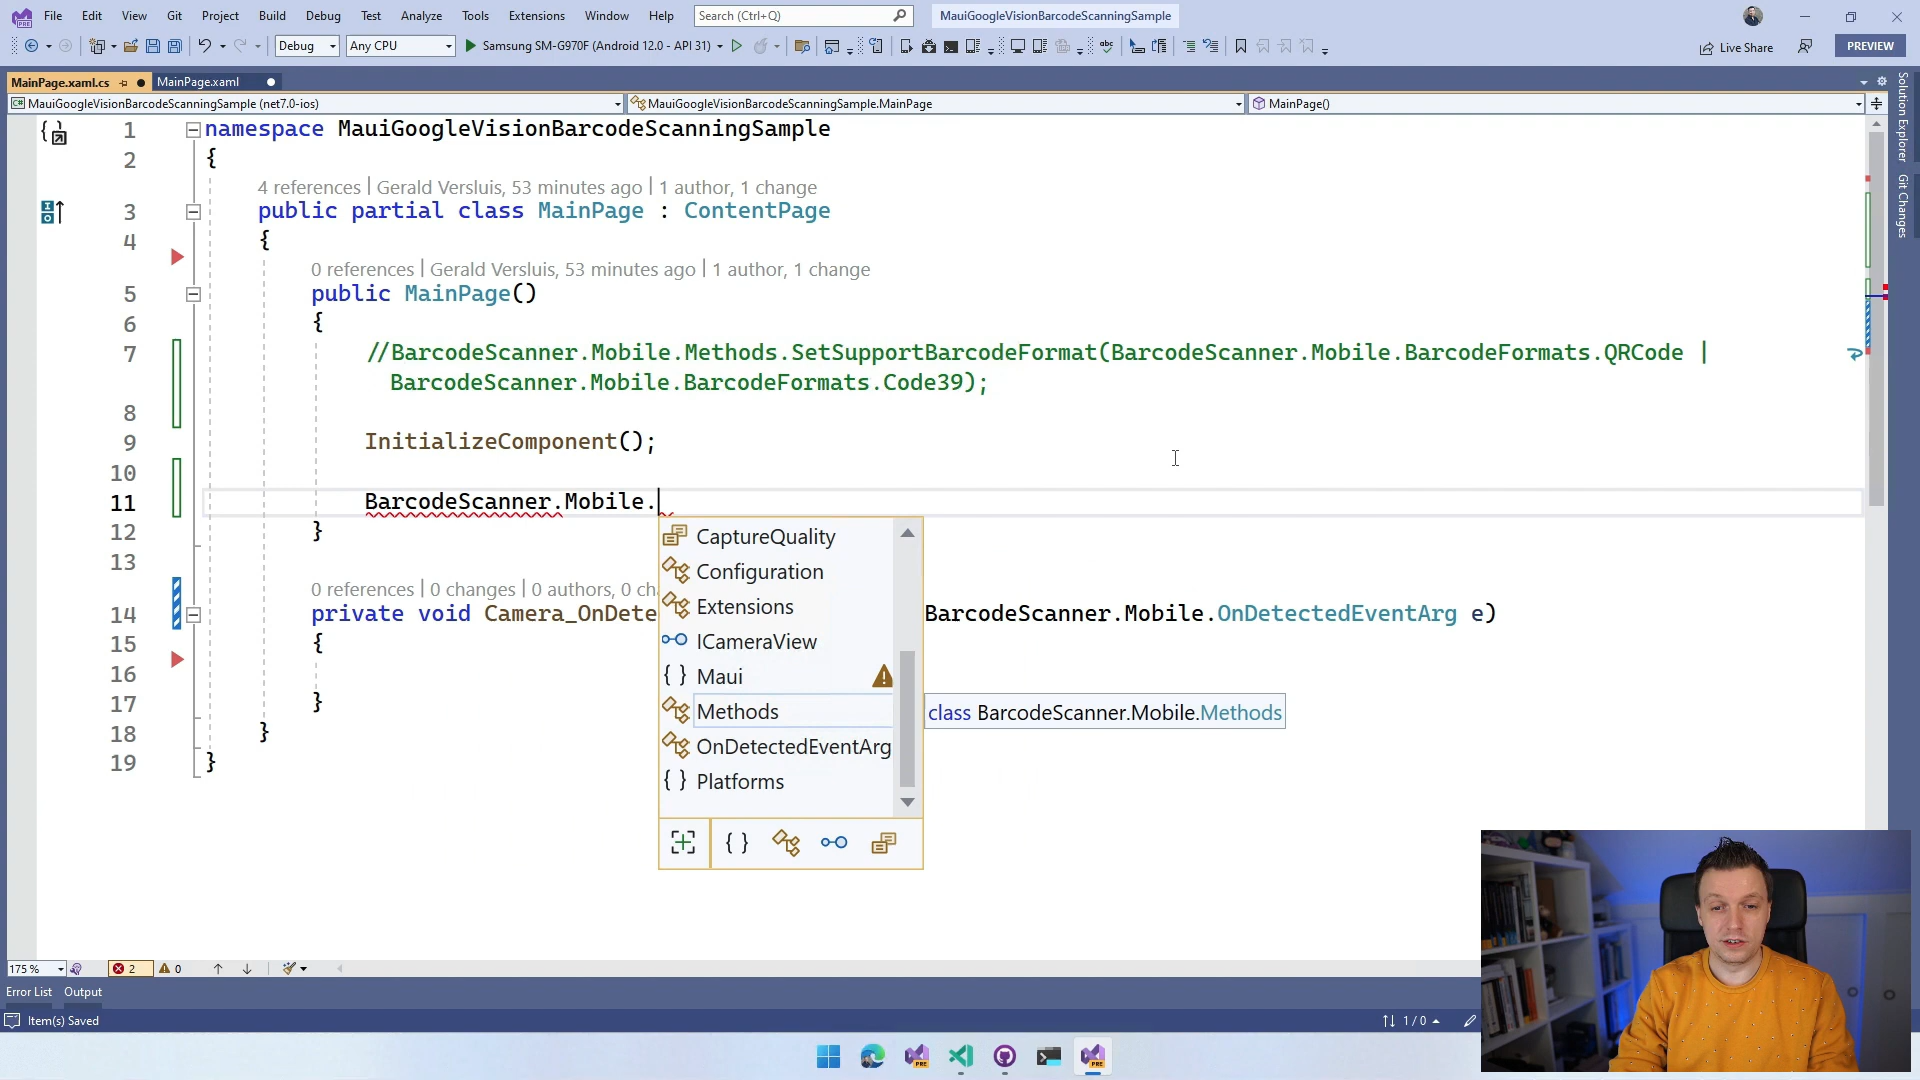 File Edit View Git Project Build Debug Test Analyze Tools Extensions Window Help Search (Ctrl+Q) MauiGoogleVisionBarcodeScanningSample
Debug Any CPU Samsung SM-G970F (Android 12.0 - API 31) Live Share PREVIEW
MainPage.xaml.cs MainPage.xaml
MauiGoogleVisionBarcodeScanningSample (net7.0-ios) MauiGoogleVisionBarcodeScanningSample.MainPage MainPage()
Solution Explorer
Git Changes
1 namespace MauiGoogleVisionBarcodeScanningSample
2 {
4 references | Gerald Versluis, 53 minutes ago | 1 author, 1 change
3 public partial class MainPage : ContentPage
4 {
0 references | Gerald Versluis, 53 minutes ago | 1 author, 1 change
5 public MainPage()
6 {
7 //BarcodeScanner.Mobile.Methods.SetSupportBarcodeFormat(BarcodeScanner.Mobile.BarcodeFormats.QRCode |
BarcodeScanner.Mobile.BarcodeFormats.Code39);
8
9 InitializeComponent();
10
11 BarcodeScanner.Mobile.
12 }
13
0 references | 0 changes | 0 authors, 0 ch
14 private void Camera_OnDete BarcodeScanner.Mobile.OnDetectedEventArg e)
15 {
16
17 }
18 }
19 }
CaptureQuality
Configuration
Extensions
ICameraView
{ } Maui
Methods
class BarcodeScanner.Mobile.Methods
OnDetectedEventArg
{ } Platforms
{ }
175 % 2 0
Error List Output
Item(s) Saved 1 / 0
PRE PRE